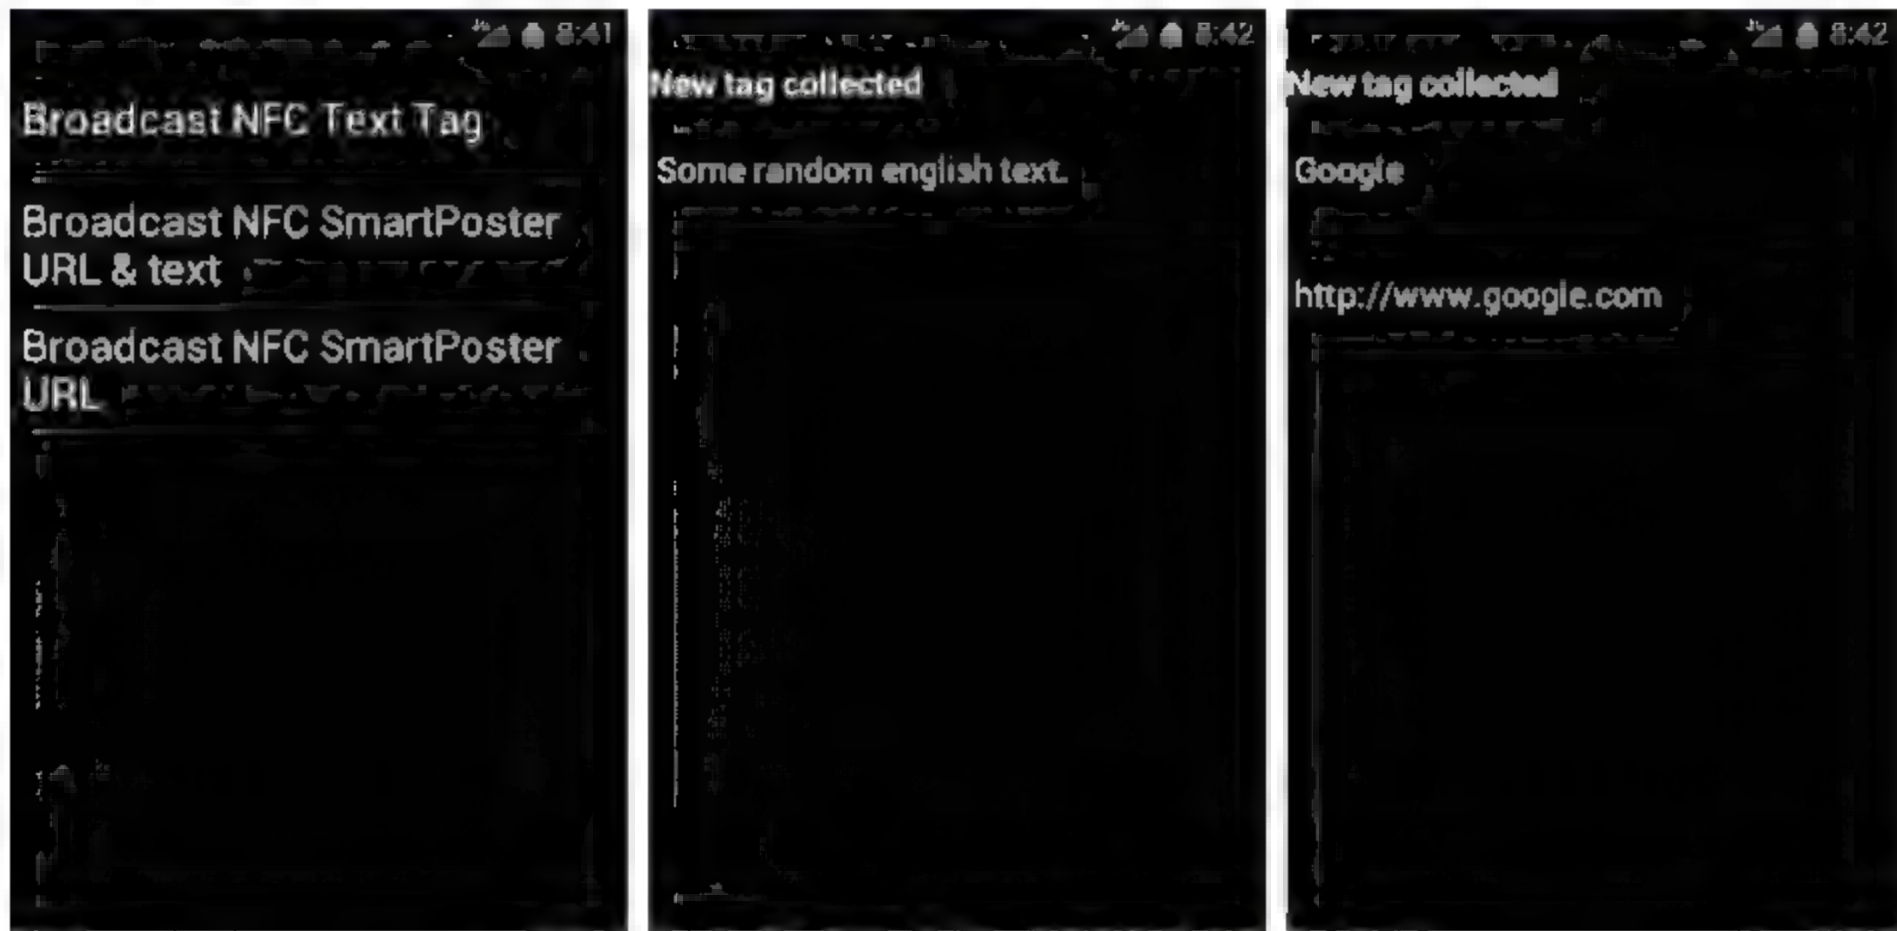 8:41
Broadcast NFC Text Tag
Broadcast NFC SmartPoster
URL & text
Broadcast NFC SmartPoster
URL
8:42
New tag collected
Some random english text.
8:42
New tag collected
Google
http://www.google.com